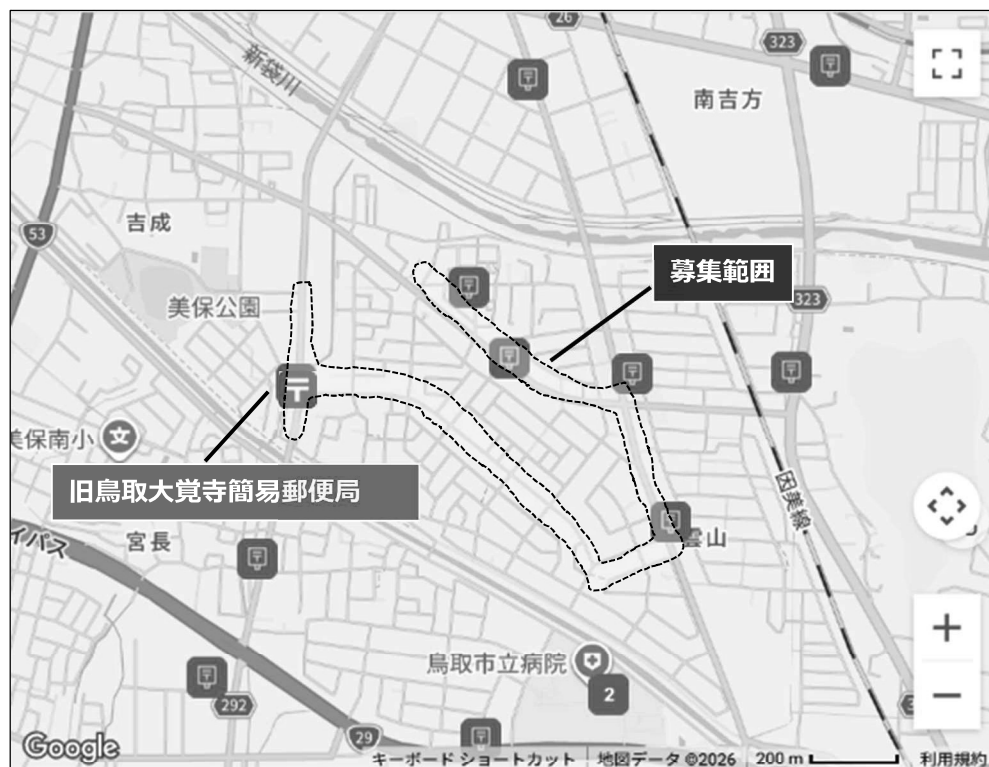 26
323
新袋川
南吉方
53
吉成
募集範囲
美保公園
323
美保南小
文
旧鳥取大覚寺簡易郵便局
因美線
雲山
イパス
宮長
鳥取市立病院
2
292
29
Google
キーボード ショートカット
地図データ ©2026
200 m
利用規約